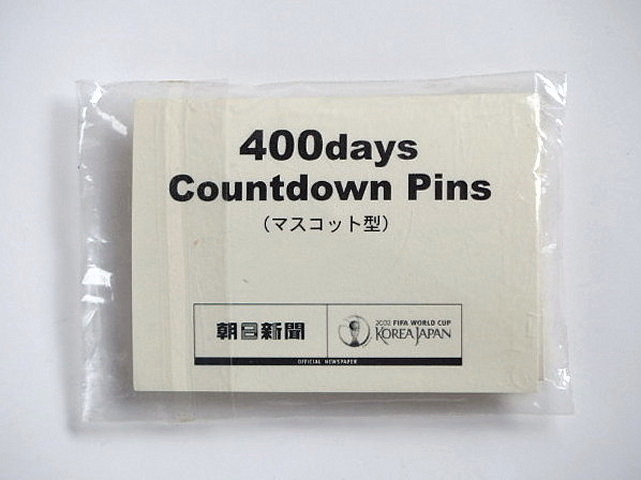 400days
Countdown Pins
(マスコット型)
朝日新聞
2002 FIFA WORLD CUP
KOREA JAPAN
OFFICIAL NEWSPAPER